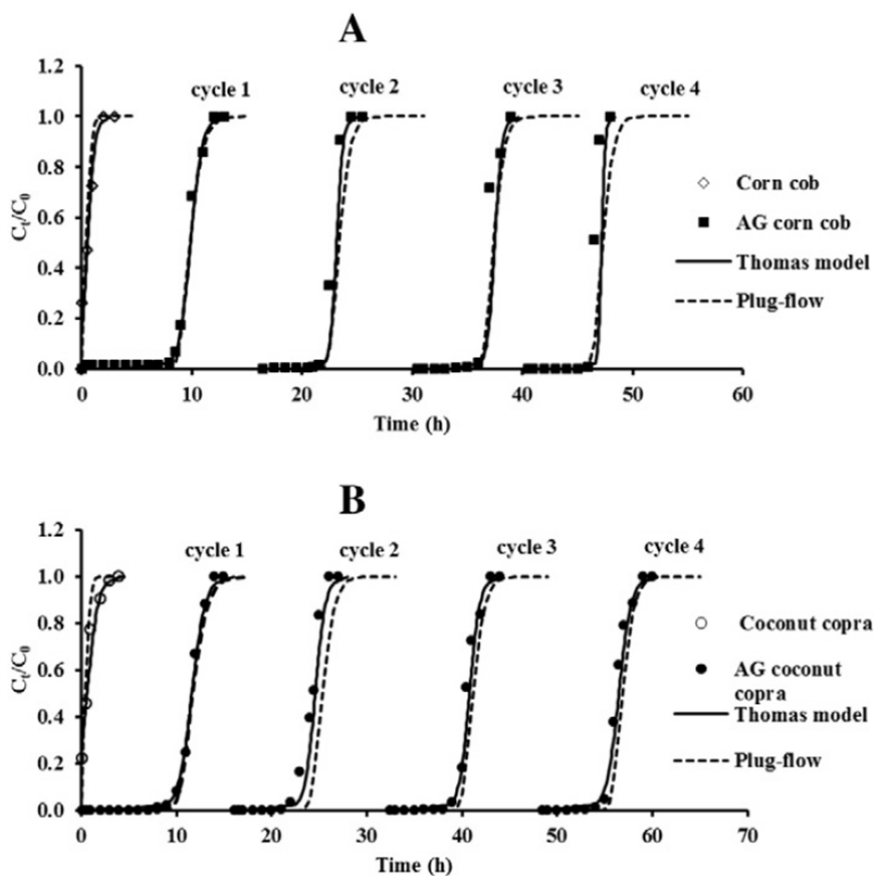 A
1.2
1.0
0.8
0.6
0.4
0.2
0.0
Ct/C0
cycle 1
cycle 2
cycle 3
cycle 4
Corn cob
AG corn cob
Thomas model
Plug-flow
0 10 20 30 40 50 60
Time (h)
B
1.2
1.0
0.8
0.6
0.4
0.2
0.0
Ct/C0
cycle 1
cycle 2
cycle 3
cycle 4
Coconut copra
AG coconut
copra
Thomas model
Plug-flow
0 10 20 30 40 50 60 70
Time (h)